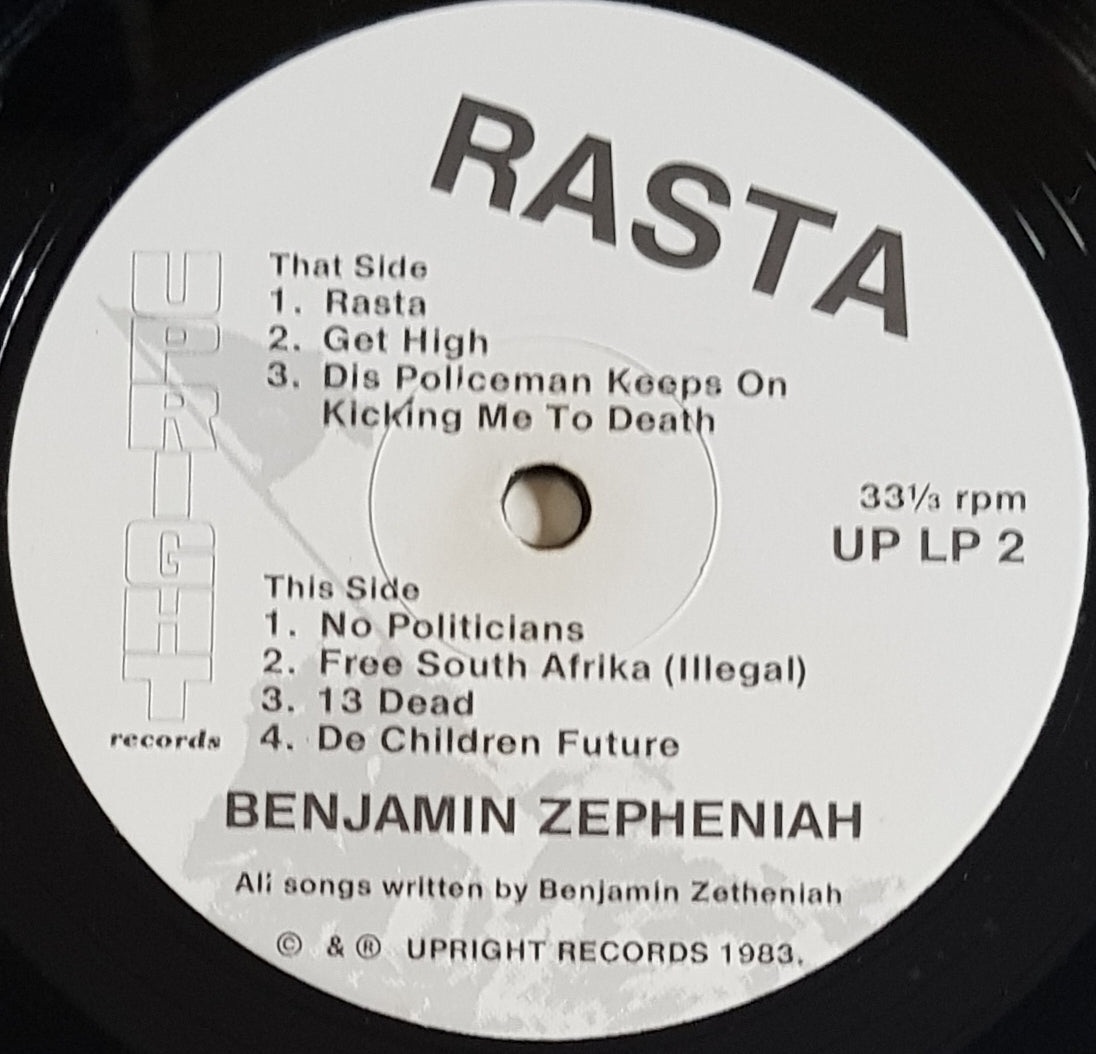 RASTA
UPRIGHT
records
That Side
1. Rasta
2. Get High
3. Dis Policeman Keeps On
Kicking Me To Death
33⅓ rpm
UP LP 2
This Side
1. No Politicians
2. Free South Afrika (Illegal)
3. 13 Dead
4. De Children Future
BENJAMIN ZEPHENIAH
All songs written by Benjamin Zetheniah
© & ® UPRIGHT RECORDS 1983.